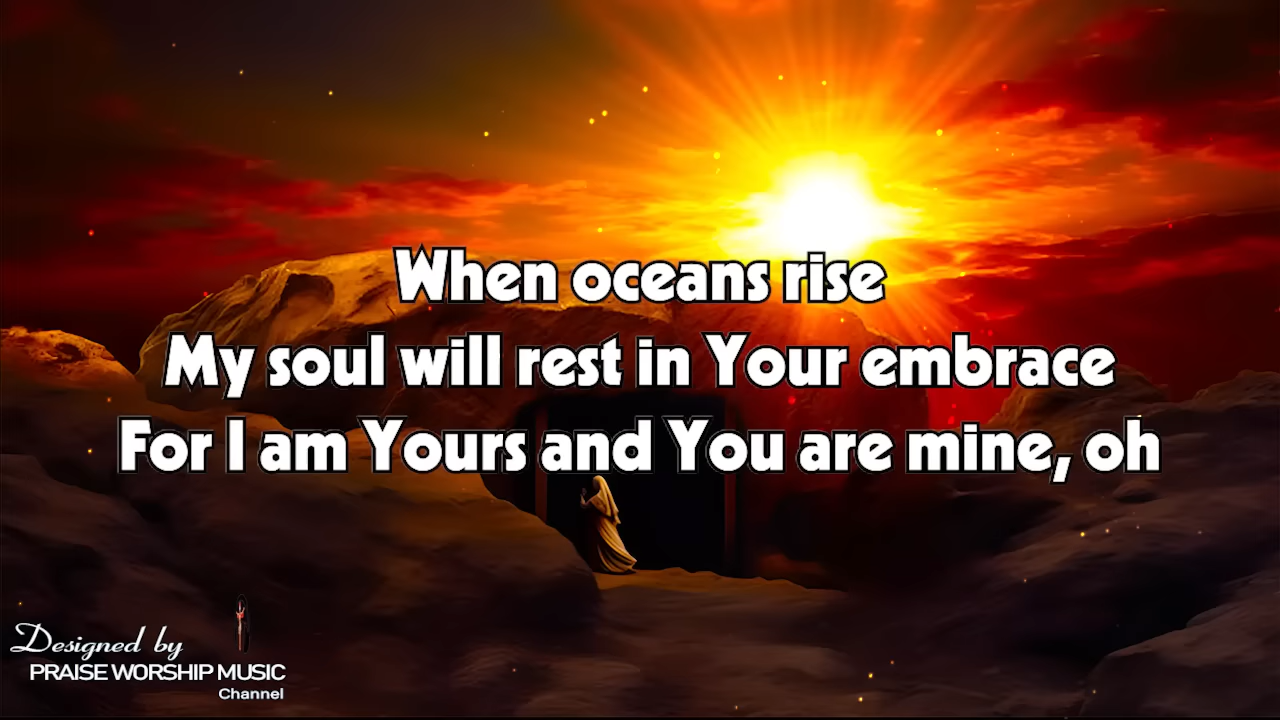 When oceans rise
My soul will rest in Your embrace
For I am Yours and You are mine, oh
Designed by
PRAISE WORSHIP MUSIC
Channel